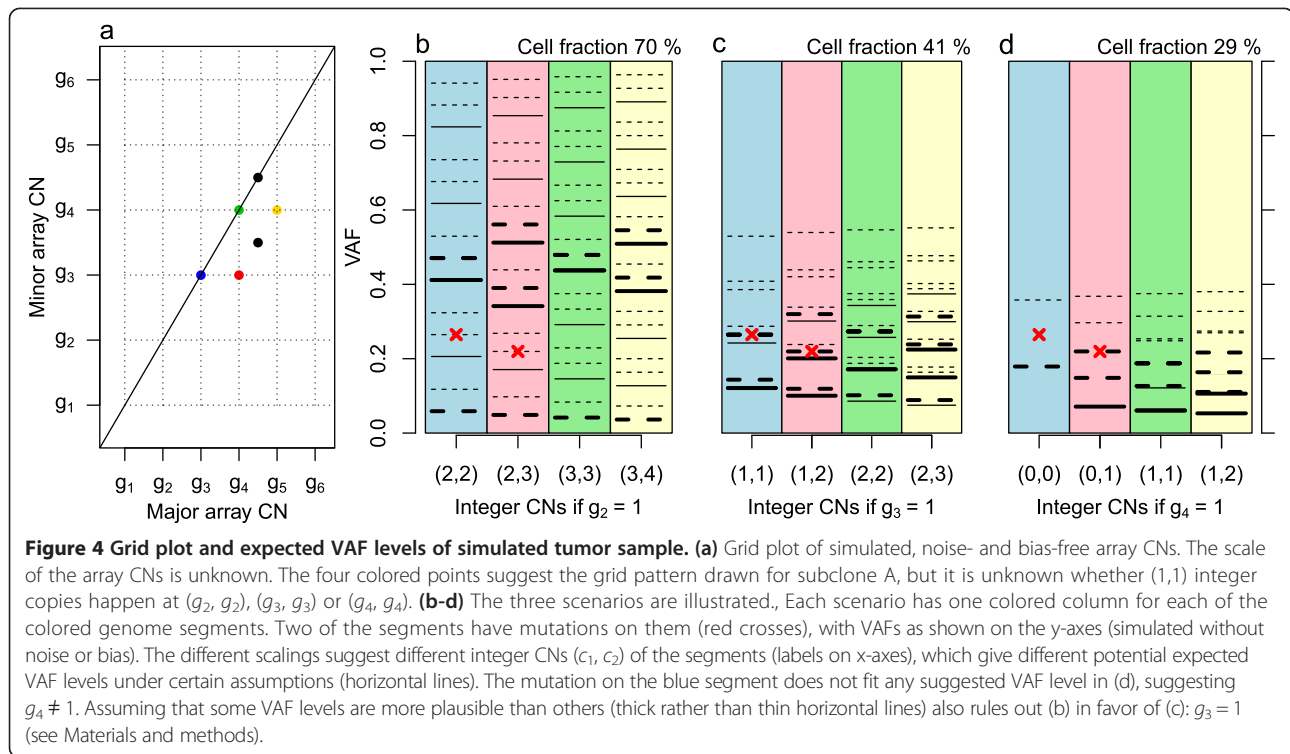 a
g6
g5
g4
g3
g2
g1
Minor array CN
g1 g2 g3 g4 g5 g6
Major array CN
b
Cell fraction 70 %
VAF
1.0
0.8
0.6
0.4
0.2
0.0
(2,2) (2,3) (3,3) (3,4)
Integer CNs if g2 = 1
c
Cell fraction 41 %
(1,1) (1,2) (2,2) (2,3)
Integer CNs if g3 = 1
d
Cell fraction 29 %
(0,0) (0,1) (1,1) (1,2)
Integer CNs if g4 = 1
Figure 4 Grid plot and expected VAF levels of simulated tumor sample. (a) Grid plot of simulated, noise- and bias-free array CNs. The scale
of the array CNs is unknown. The four colored points suggest the grid pattern drawn for subclone A, but it is unknown whether (1,1) integer
copies happen at (g2, g2), (g3, g3) or (g4, g4). (b-d) The three scenarios are illustrated., Each scenario has one colored column for each of the
colored genome segments. Two of the segments have mutations on them (red crosses), with VAFs as shown on the y-axes (simulated without
noise or bias). The different scalings suggest different integer CNs (c1, c2) of the segments (labels on x-axes), which give different potential expected
VAF levels under certain assumptions (horizontal lines). The mutation on the blue segment does not fit any suggested VAF level in (d), suggesting
g4 ≠ 1. Assuming that some VAF levels are more plausible than others (thick rather than thin horizontal lines) also rules out (b) in favor of (c): g3 = 1
(see Materials and methods).